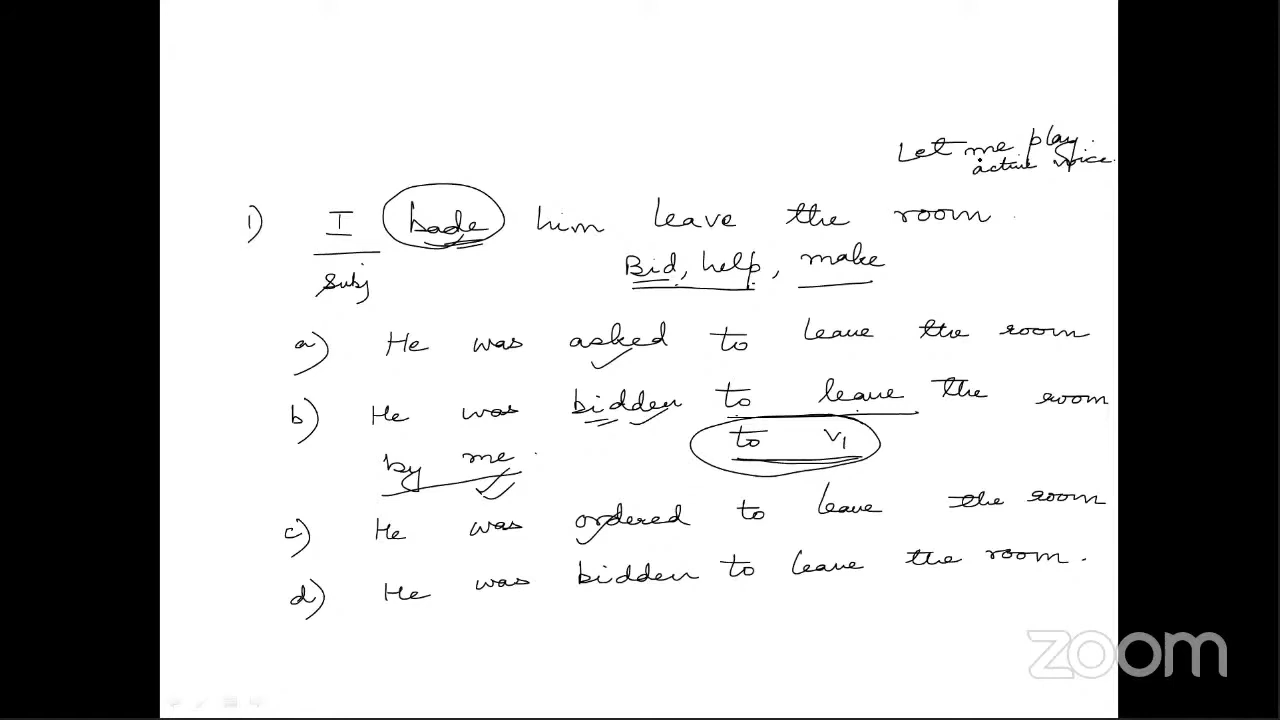 Let me play.
active voice
1) I bade him leave the room.
subj
Bid, help, make
a) He was asked to leave the room
b) He was bidden to leave the room
to V1
by me.
c) He was ordered to leave the room
d) He was bidden to leave the room.
zoom